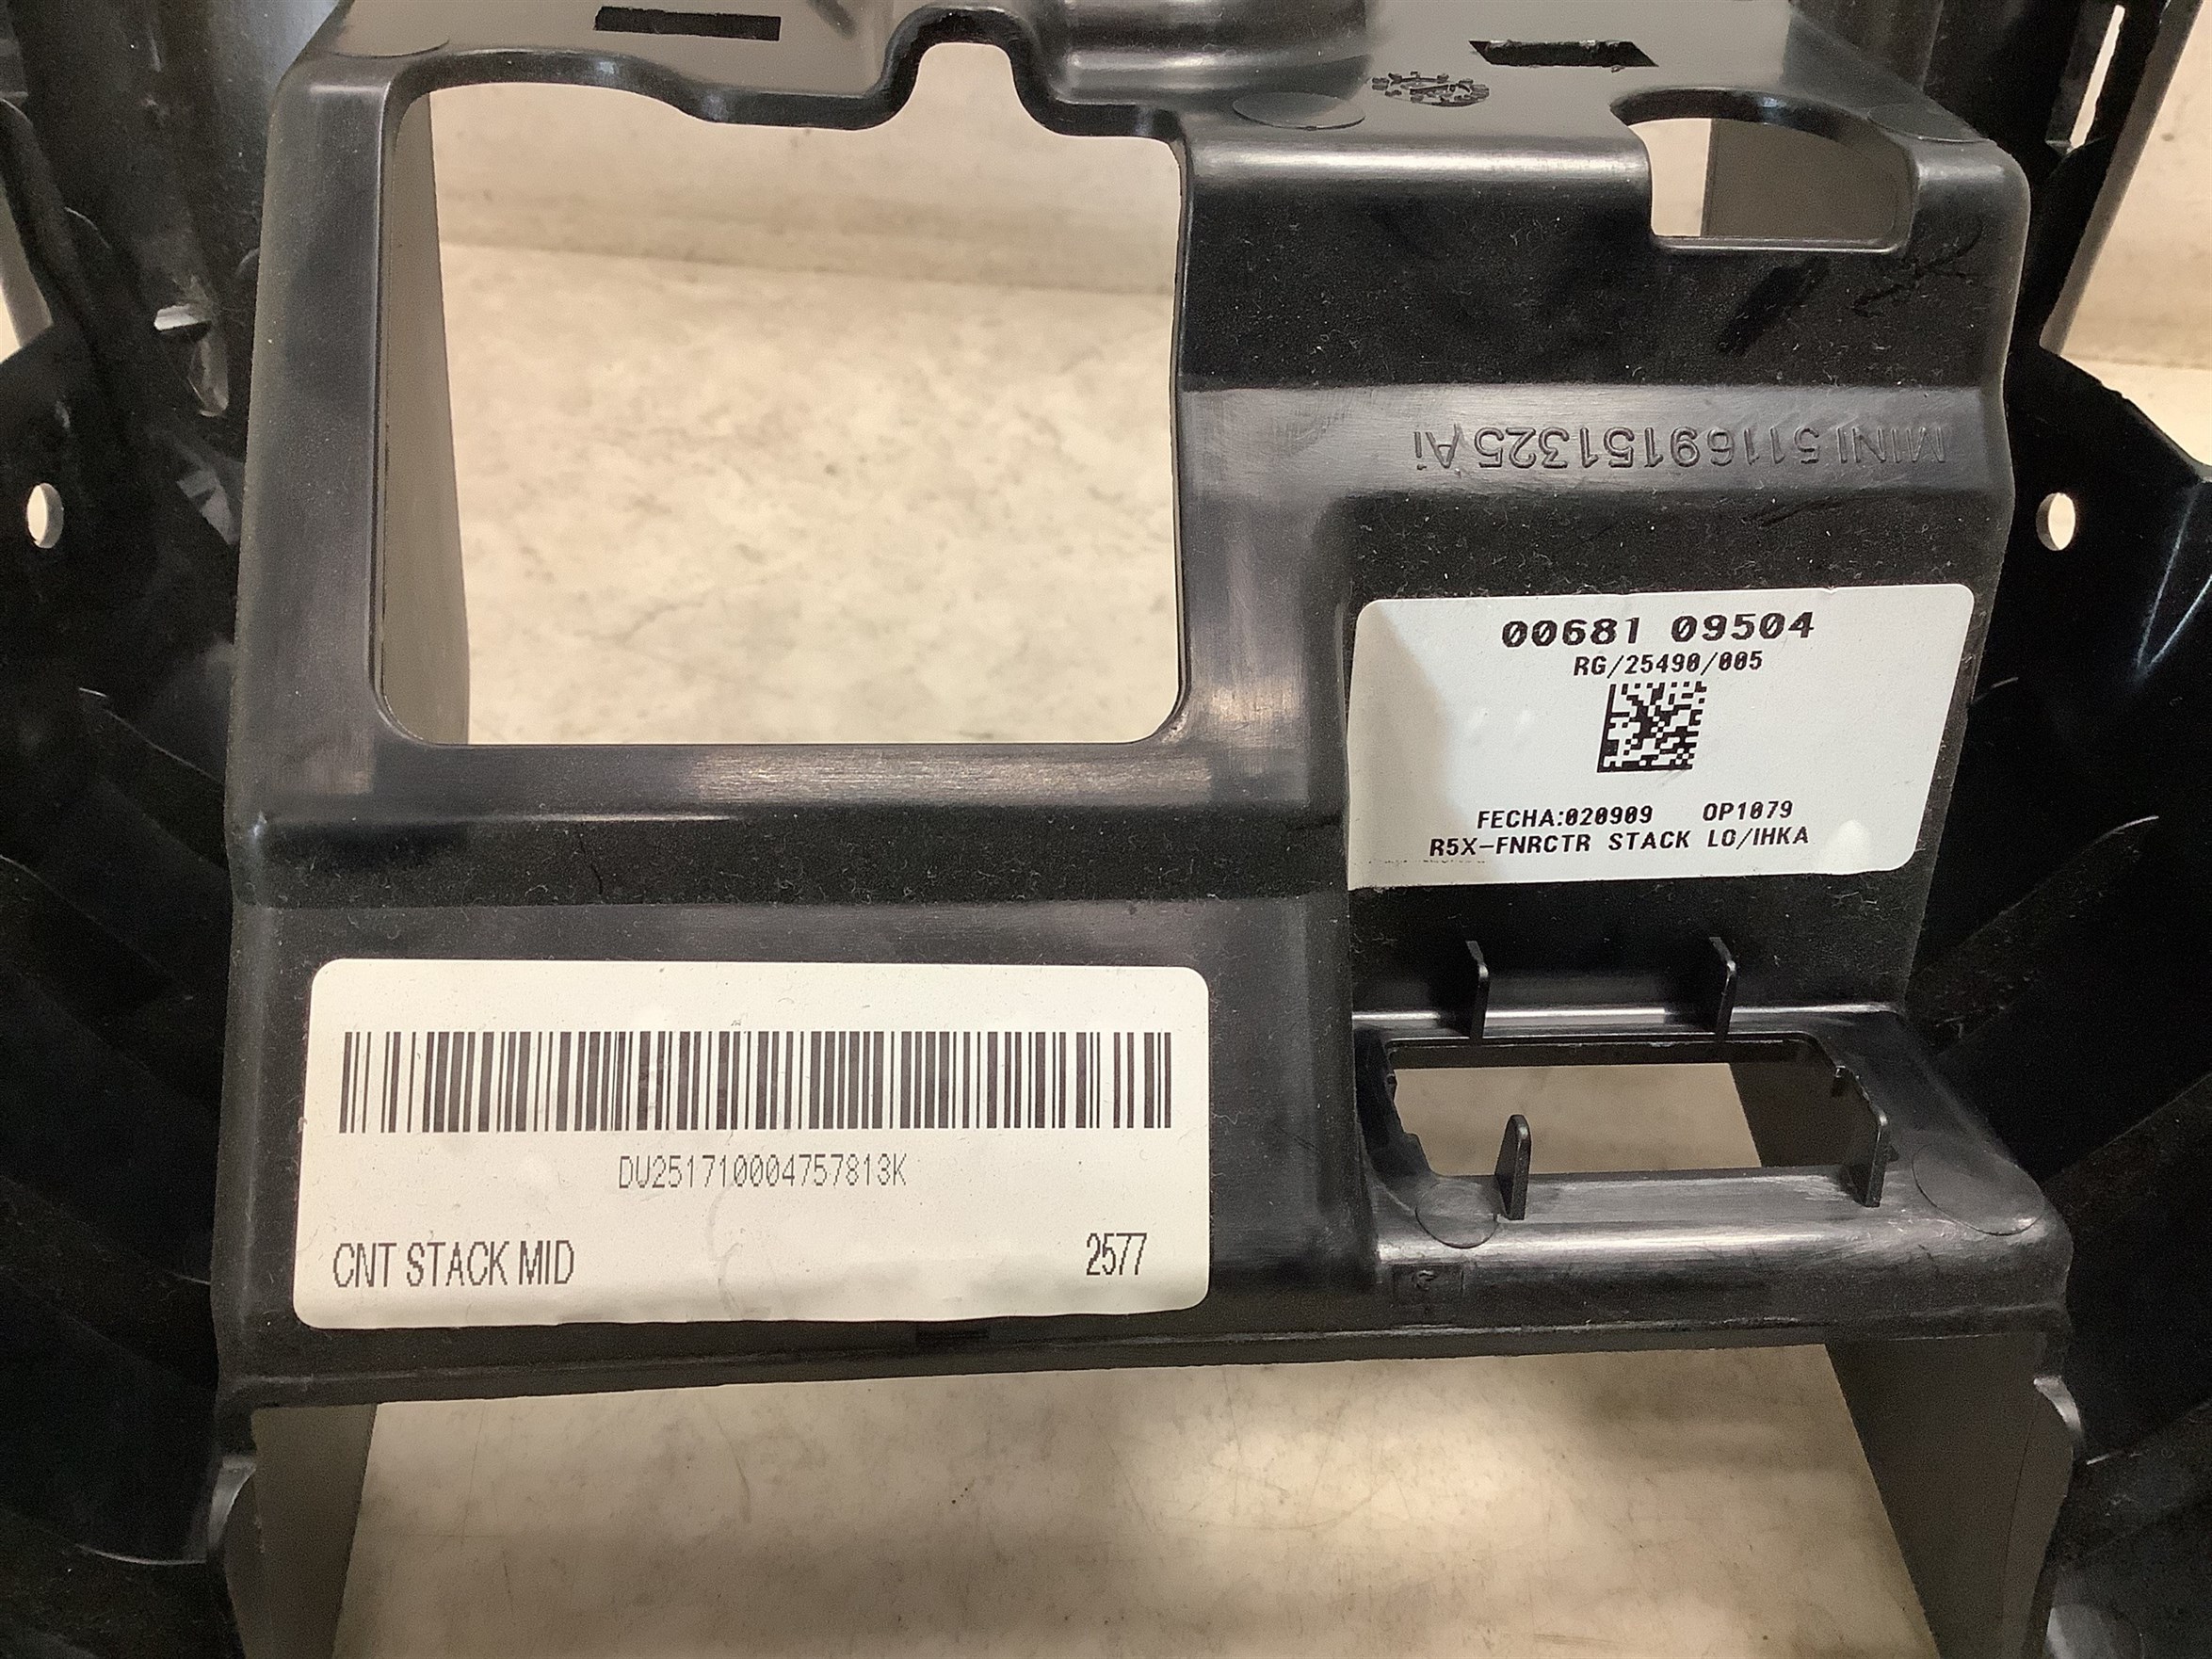 MINI 51169151325Ai
00681 09504
RG/25490/005
FECHA:020909 OP1079
R5X-FNRCTR STACK LO/IHKA
DU251710004757813K
CNT STACK MID 2577